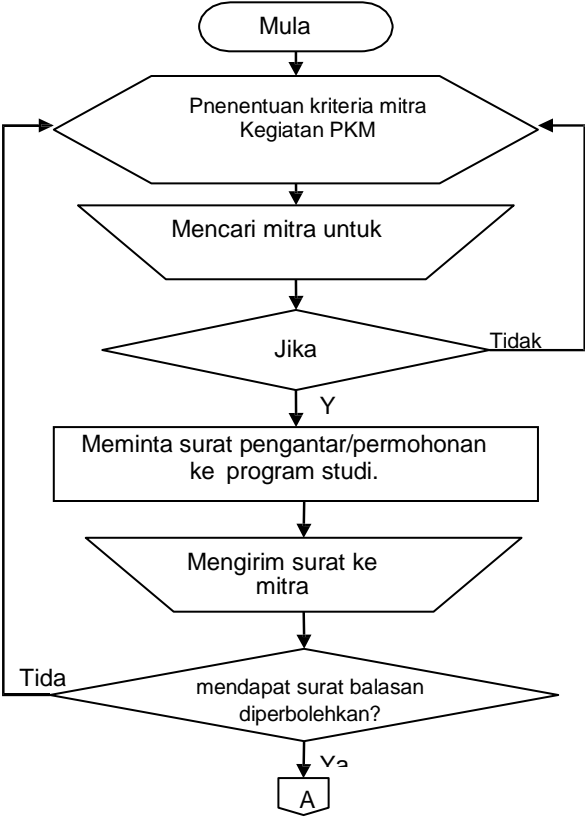 Mula
Pnenentuan kriteria mitra
Kegiatan PKM
Mencari mitra untuk
Jika
Tidak
Y
Meminta surat pengantar/permohonan
ke program studi.
Mengirim surat ke
mitra
Tida
mendapat surat balasan
diperbolehkan?
Ya
A